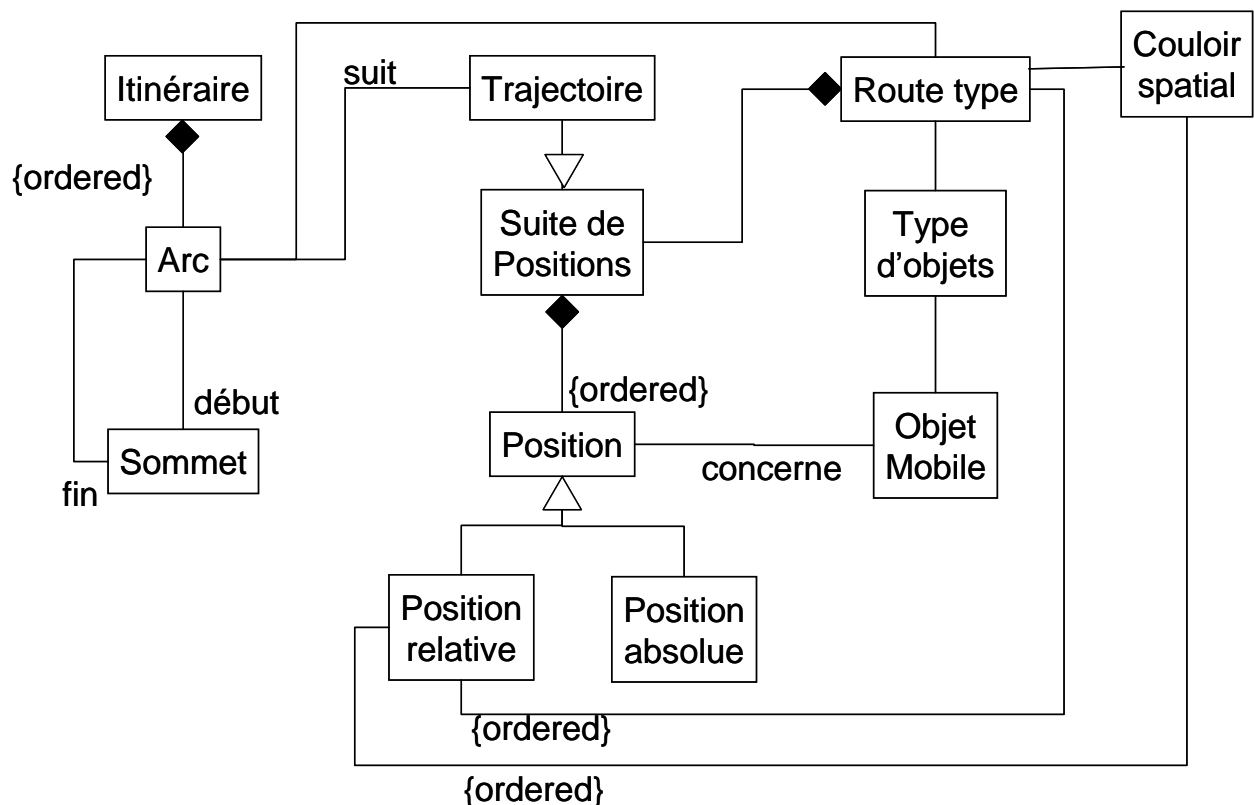 Couloir
spatial
Itinéraire
suit
Trajectoire
Route type
{ordered}
Suite de
Positions
Type
d'objets
Arc
début
{ordered}
Position
concerne
Objet
Mobile
Sommet
fin
Position
relative
Position
absolue
{ordered}
{ordered}